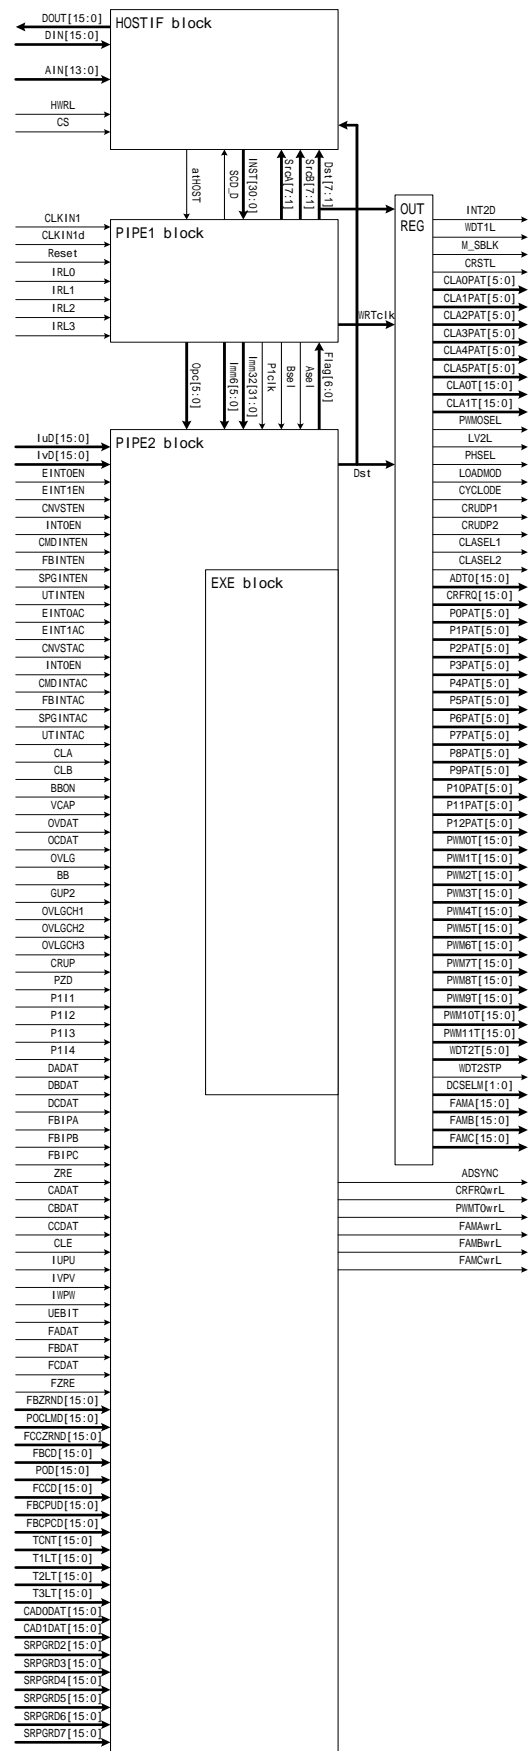 DOUT[15:0]
DIN[15:0]
AIN[13:0]
HWRL
CS
HOSTIF block
atHOST
SCD_D
INST[30:0]
SrcA[7:1]
SrcB[7:1]
Dst[7:1]
CLKIN1
CLKIN1d
Reset
IRL0
IRL1
IRL2
IRL3
PIPE1 block
WRTclk
Opc[5:0]
Imm6[5:0]
Imm32[31:0]
P1clk
Bsel
Asel
Flag[6:0]
IuD[15:0]
IvD[15:0]
EINT0EN
EINT1EN
CNVSTEN
INT0EN
CMDINTEN
FBINTEN
SPGINTEN
UTINTEN
EINT0AC
EINT1AC
CNVSTAC
INT0EN
CMDINTAC
FBINTAC
SPGINTAC
UTINTAC
CLA
CLB
BBON
VCAP
OVDAT
OCDAT
OVLG
BB
GUP2
OVLGCH1
OVLGCH2
OVLGCH3
CRUP
PZD
P1I1
P1I2
P1I3
P1I4
DADAT
DBDAT
DCDAT
FBIPA
FBIPB
FBIPC
ZRE
CADAT
CBDAT
CCDAT
CLE
IUPU
IVPV
IWPW
UEBIT
FADAT
FBDAT
FCDAT
FZRE
FBZRND[15:0]
POCLMD[15:0]
FCCZRND[15:0]
FBCD[15:0]
POD[15:0]
FCCD[15:0]
FBCPUD[15:0]
FBCPCD[15:0]
TCNT[15:0]
T1LT[15:0]
T2LT[15:0]
T3LT[15:0]
CAD0DAT[15:0]
CAD1DAT[15:0]
SRPGRD2[15:0]
SRPGRD3[15:0]
SRPGRD4[15:0]
SRPGRD5[15:0]
SRPGRD6[15:0]
SRPGRD7[15:0]
PIPE2 block
EXE block
Dst
OUT
REG
INT2D
WDT1L
M_SBLK
CRSTL
CLA0PAT[5:0]
CLA1PAT[5:0]
CLA2PAT[5:0]
CLA3PAT[5:0]
CLA4PAT[5:0]
CLA5PAT[5:0]
CLA0T[15:0]
CLA1T[15:0]
PWMOSEL
LV2L
PHSEL
LOADMOD
CYCLODE
CRUDP1
CRUDP2
CLASEL1
CLASEL2
ADT0[15:0]
CRFRQ[15:0]
P0PAT[5:0]
P1PAT[5:0]
P2PAT[5:0]
P3PAT[5:0]
P4PAT[5:0]
P5PAT[5:0]
P6PAT[5:0]
P7PAT[5:0]
P8PAT[5:0]
P9PAT[5:0]
P10PAT[5:0]
P11PAT[5:0]
P12PAT[5:0]
PWM0T[15:0]
PWM1T[15:0]
PWM2T[15:0]
PWM3T[15:0]
PWM4T[15:0]
PWM5T[15:0]
PWM6T[15:0]
PWM7T[15:0]
PWM8T[15:0]
PWM9T[15:0]
PWM10T[15:0]
PWM11T[15:0]
WDT2T[5:0]
WDT2STP
DCSELM[1:0]
FAMA[15:0]
FAMB[15:0]
FAMC[15:0]
ADSYNC
CRFRQwrL
PWMT0wrL
FAMAwrL
FAMBwrL
FAMCwrL